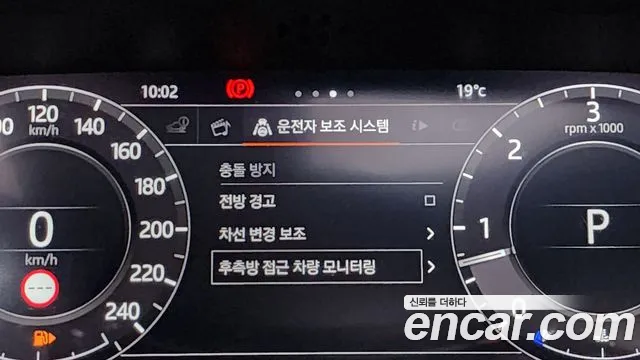 10:02
19°C
운전자 보조 시스템
충돌 방지
전방 경고
차선 변경 보조
후측방 접근 차량 모니터링
120
km/h
140
160
180
200
220
240
0
km/h
---
3
rpm x 1000
2
1
0
P
신뢰를 더하다
encar.com